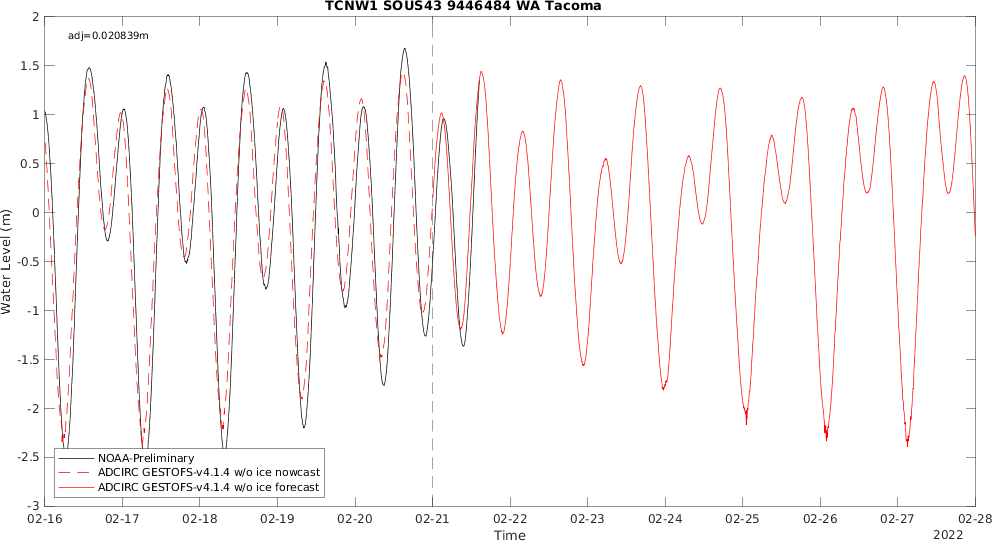 TCNW1 SOUS43 9446484 WA Tacoma
adj=0.020839m
2
1.5
1
0.5
0
-0.5
-1
-1.5
-2
-2.5
-3
Water Level (m)
NOAA-Preliminary
ADCIRC GESTOFS-v4.1.4 w/o ice nowcast
ADCIRC GESTOFS-v4.1.4 w/o ice forecast
02-16 02-17 02-18 02-19 02-20 02-21 02-22 02-23 02-24 02-25 02-26 02-27 02-28
Time
2022